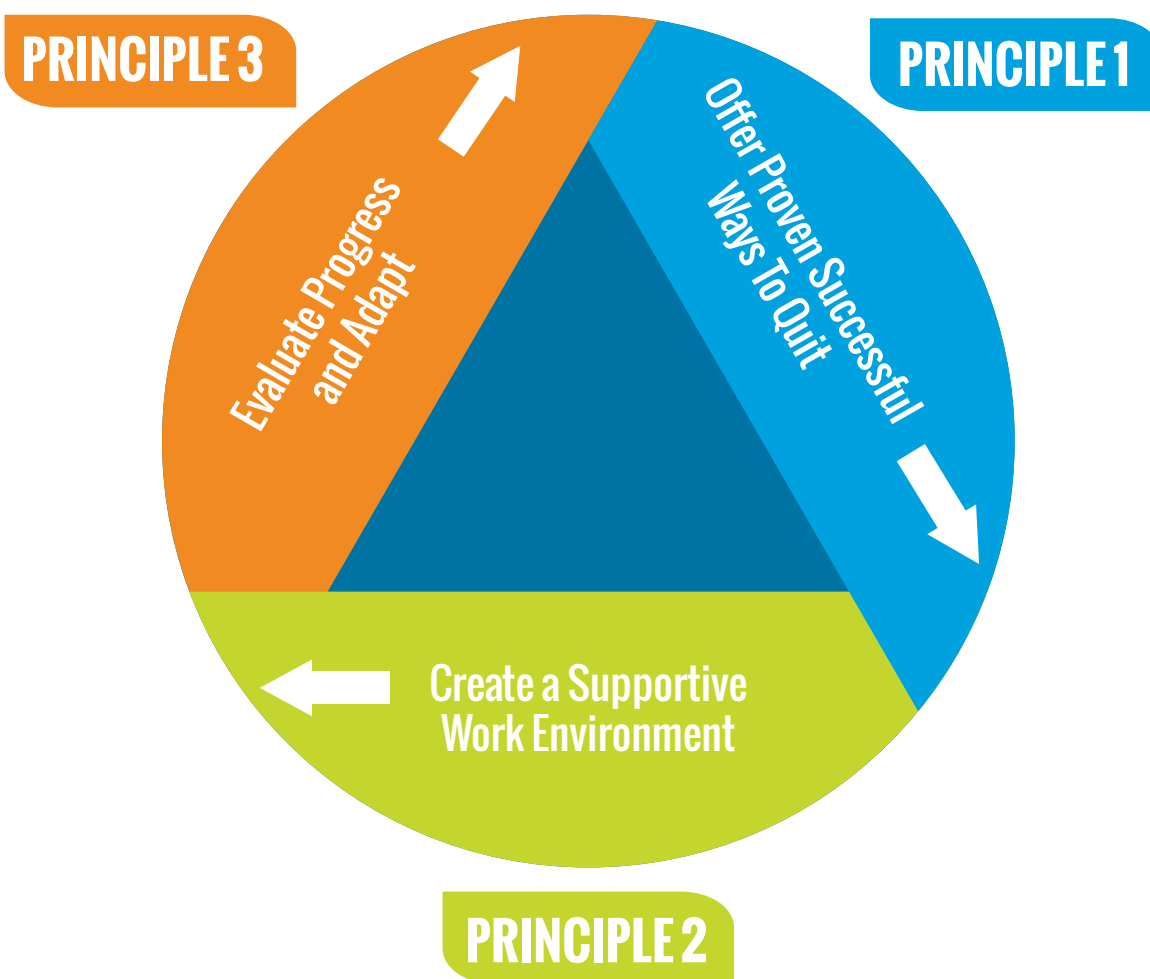 PRINCIPLE 3
PRINCIPLE 1
Offer Proven Successful
Ways To Quit
Evaluate Progress
and Adapt
Create a Supportive
Work Environment
PRINCIPLE 2